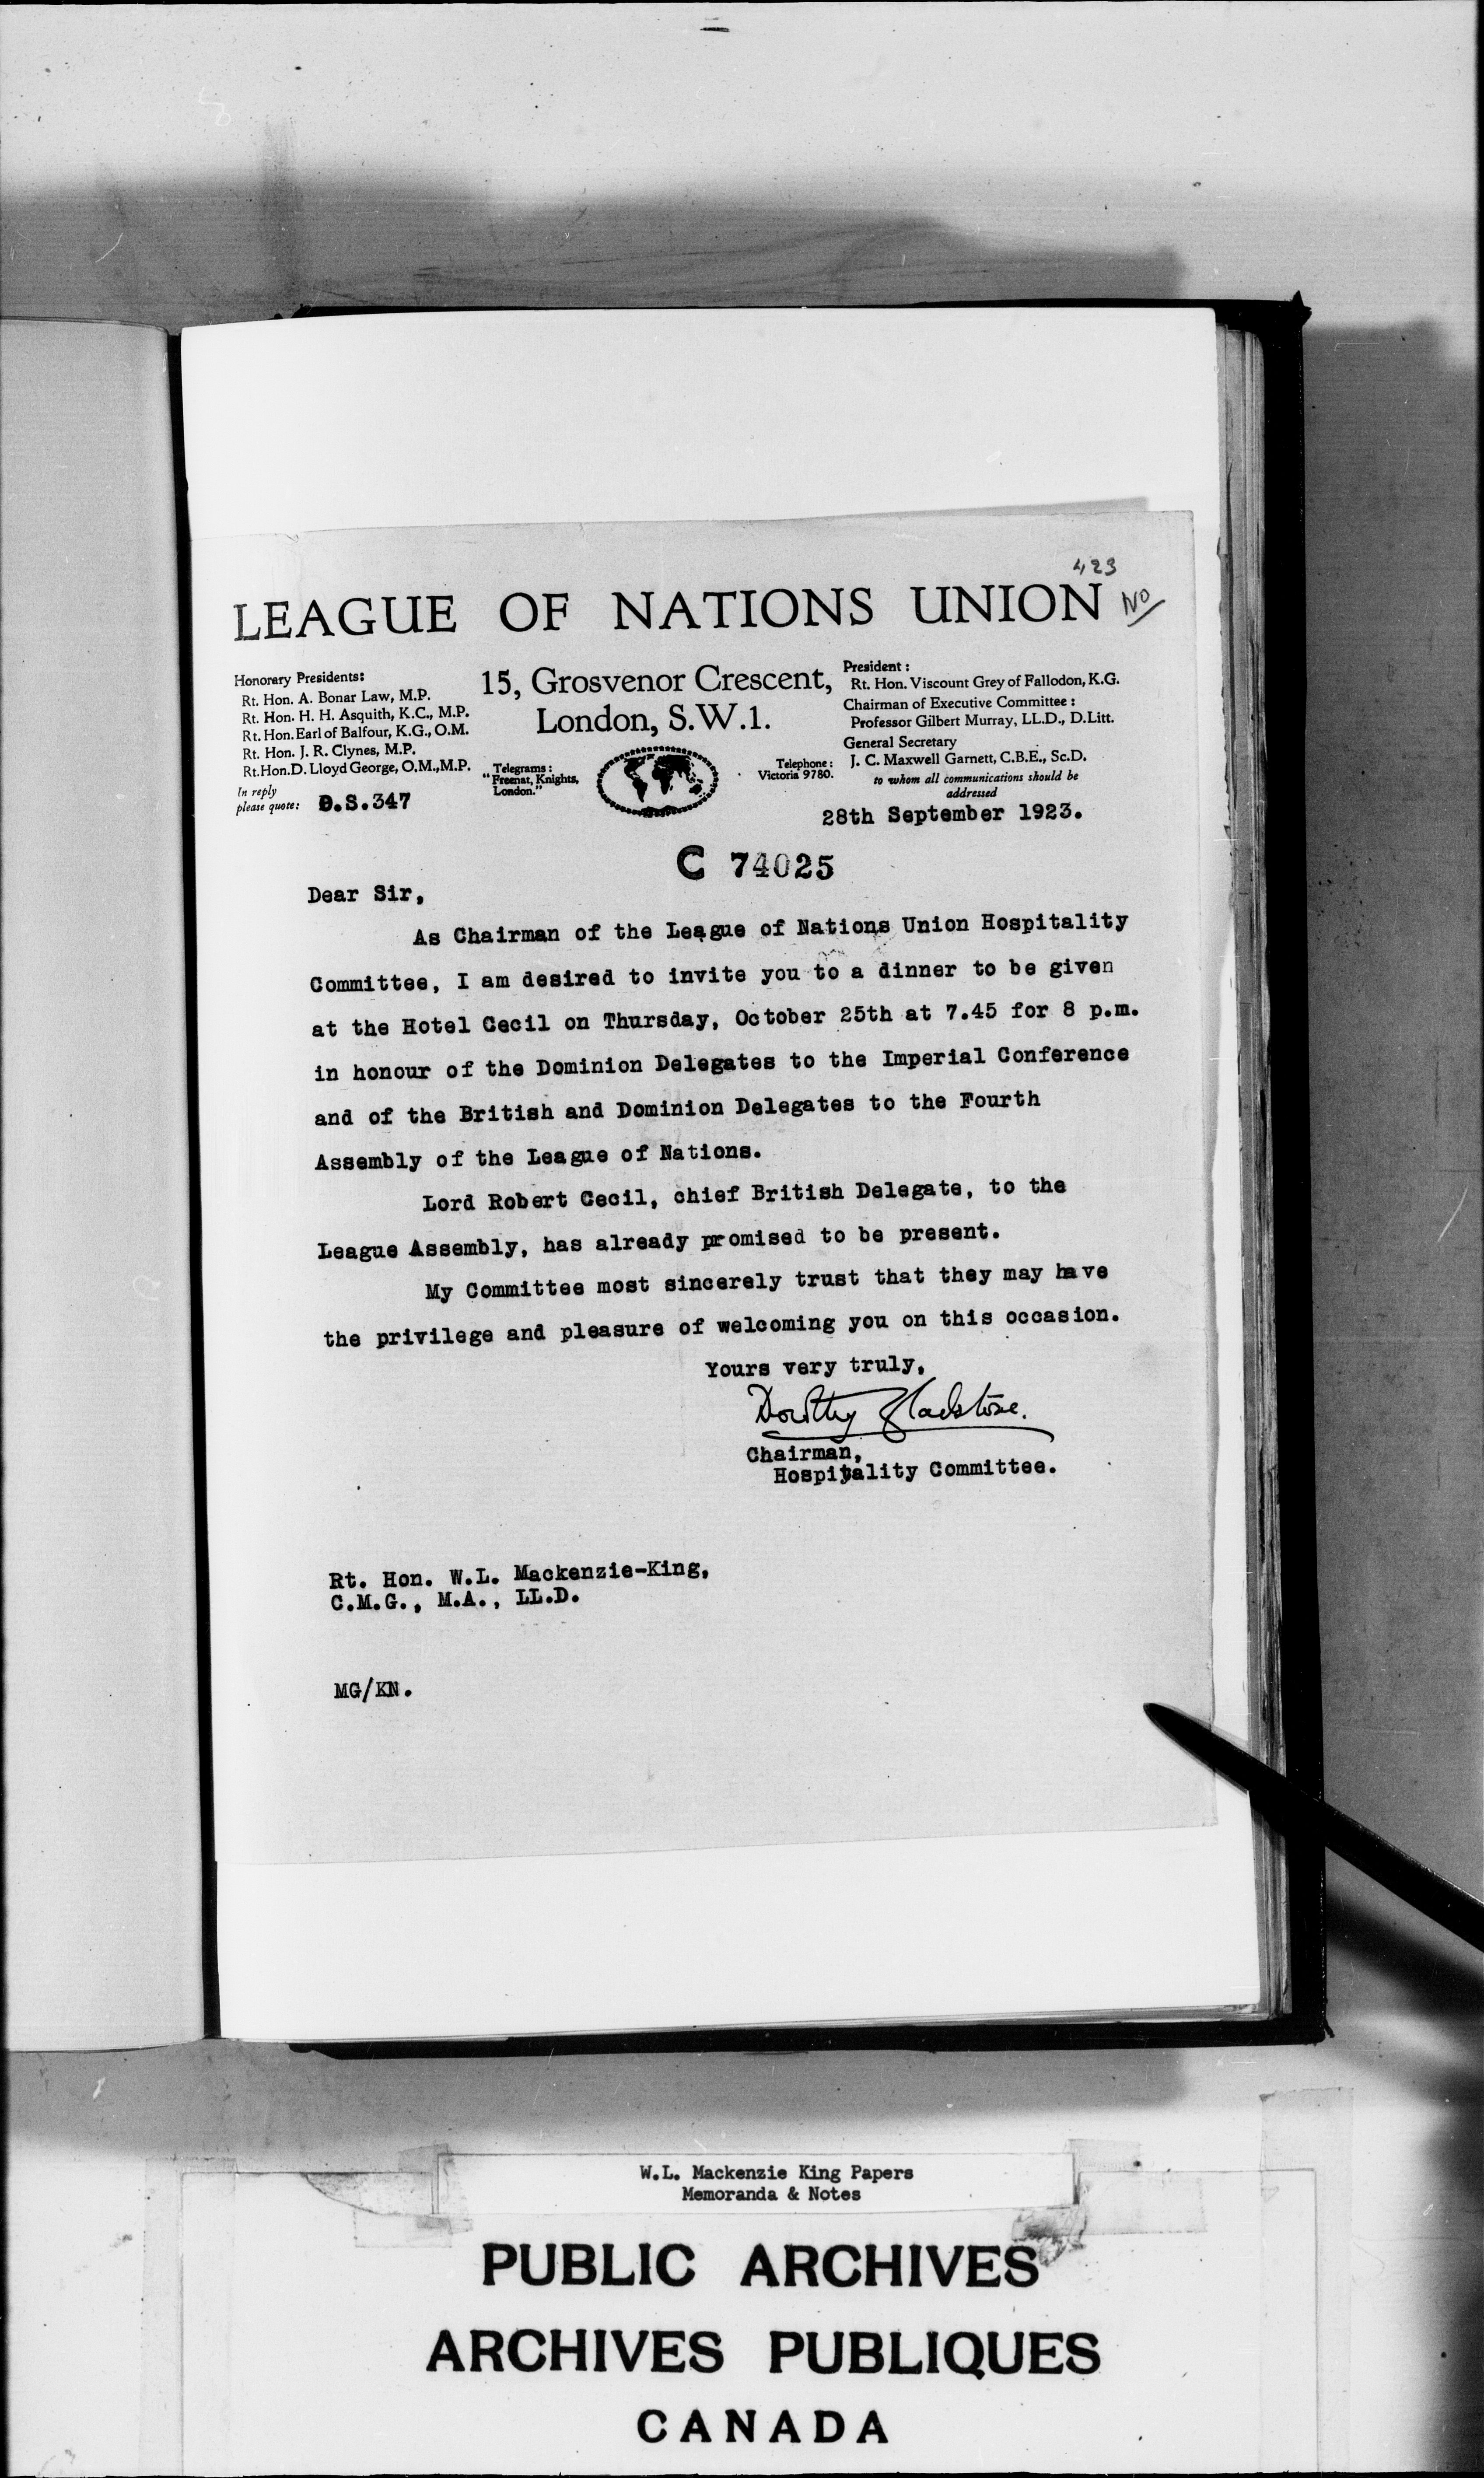 423
LEAGUE OF NATIONS UNION NO
Honorary Presidents:
Rt. Hon. A. Bonar Law, M.P.
Rt. Hon. H. H. Asquith, K.C., M.P.
Rt. Hon. Earl of Balfour, K.G., O.M.
Rt. Hon. J. R. Clynes, M.P.
Rt. Hon. D. Lloyd George, O.M., M.P.
In reply
please quote: D.S.347
15, Grosvenor Crescent,
London, S.W.1.
Telegrams:
"Freenat, Knights,
London."
Telephone:
Victoria 9780.
President:
Rt. Hon. Viscount Grey of Fallodon, K.G.
Chairman of Executive Committee:
Professor Gilbert Murray, LL.D., D.Litt.
General Secretary
J. C. Maxwell Garnett, C.B.E., Sc.D.
to whom all communications should be
addressed
28th September 1923.
C 74025
Dear Sir,
As Chairman of the League of Nations Union Hospitality
Committee, I am desired to invite you to a dinner to be given
at the Hotel Cecil on Thursday, October 25th at 7.45 for 8 p.m.
in honour of the Dominion Delegates to the Imperial Conference
and of the British and Dominion Delegates to the Fourth
Assembly of the League of Nations.
Lord Robert Cecil, chief British Delegate, to the
League Assembly, has already promised to be present.
My Committee most sincerely trust that they may have
the privilege and pleasure of welcoming you on this occasion.
Yours very truly,
Dorothy Gladstone.
Chairman,
Hospitality Committee.
Rt. Hon. W.L. Mackenzie-King,
C.M.G., M.A., LL.D.
MG/KN.
W.L. Mackenzie King Papers
Memoranda & Notes
PUBLIC ARCHIVES
ARCHIVES PUBLIQUES
CANADA